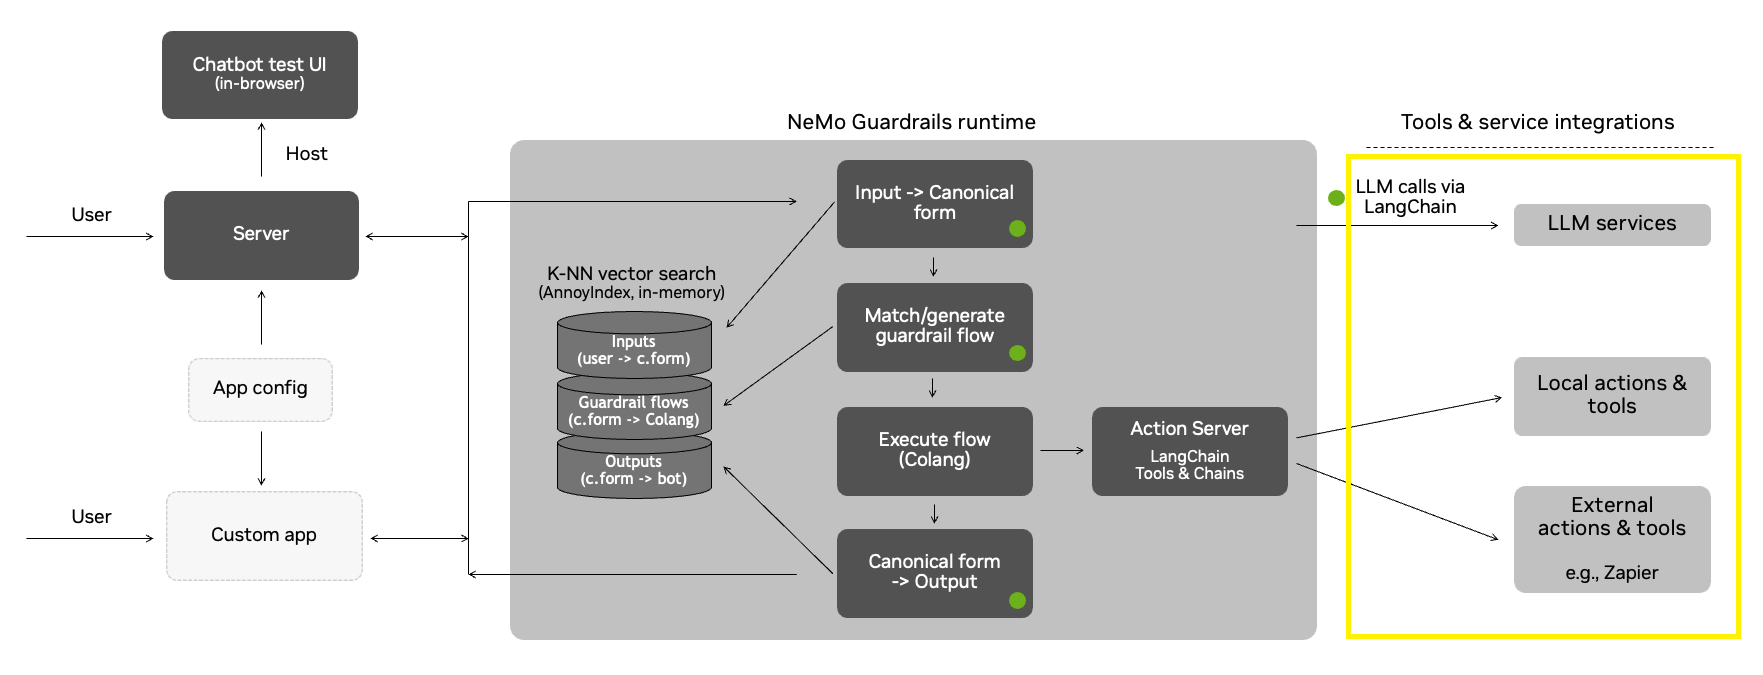 Chatbot test UI
(in-browser)
Host
User
Server
App config
User
Custom app
NeMo Guardrails runtime
K-NN vector search
(AnnoyIndex, in-memory)
Inputs
(user -> c.form)
Guardrail flows
(c.form -> Colang)
Outputs
(c.form -> bot)
Input -> Canonical
form
Match/generate
guardrail flow
Execute flow
(Colang)
Canonical form
-> Output
Action Server
LangChain
Tools & Chains
Tools & service integrations
LLM calls via
LangChain
LLM services
Local actions &
tools
External
actions & tools
e.g., Zapier